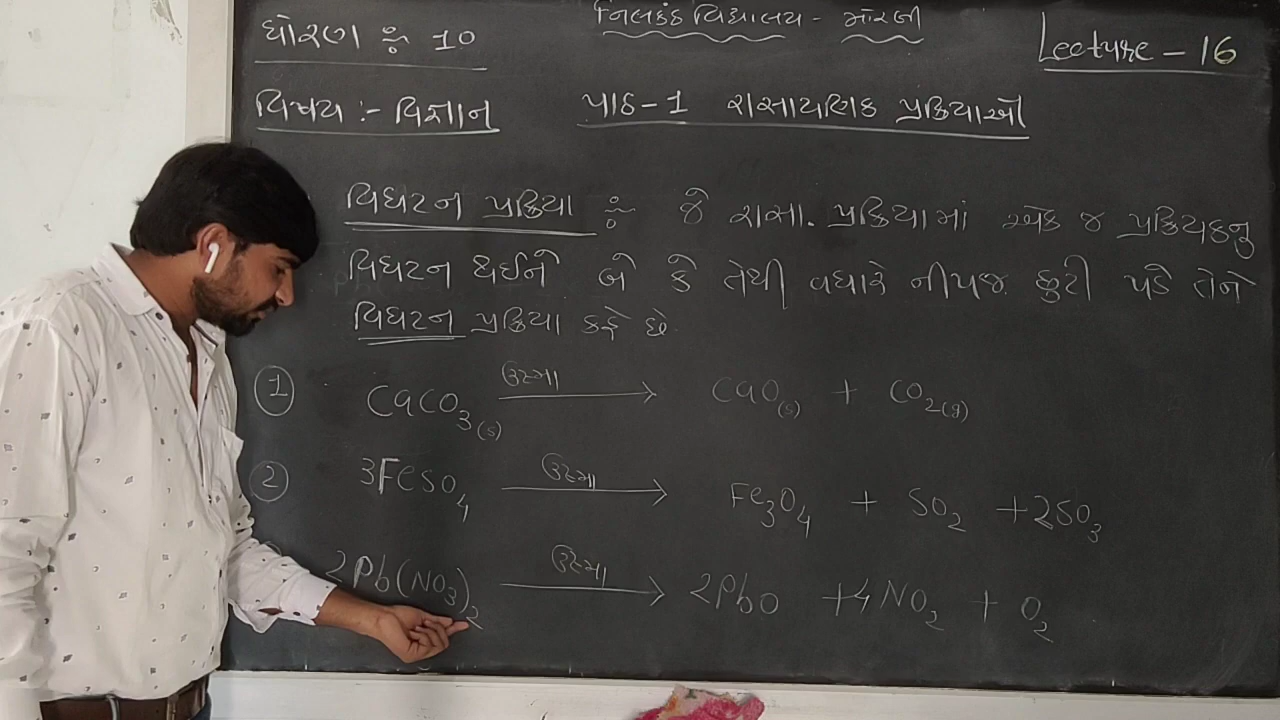 નિલકંઠ વિદ્યાલય - મોરબી
ધોરણ ઃ 10
Lecture - 16
વિષય :- વિજ્ઞાન પાઠ-1 રાસાયણિક પ્રક્રિયાઓ
વિઘટન પ્રક્રિયા ઃ જે રાસા. પ્રક્રિયામાં એક જ પ્રક્રિયકનુ
વિઘટન થઈને બે કે તેથી વધારે નીપજ છુટી પડે તેને
વિઘટન પ્રક્રિયા કહે છે.
① CaCO₃(s) —ઉષ્મા→ CaO(s) + CO₂(g)
② 3FeSO₄ —ઉષ્મા→ Fe₃O₄ + SO₂ + 2SO₃
2Pb(NO₃)₂ —ઉષ્મા→ 2PbO + 4NO₂ + O₂